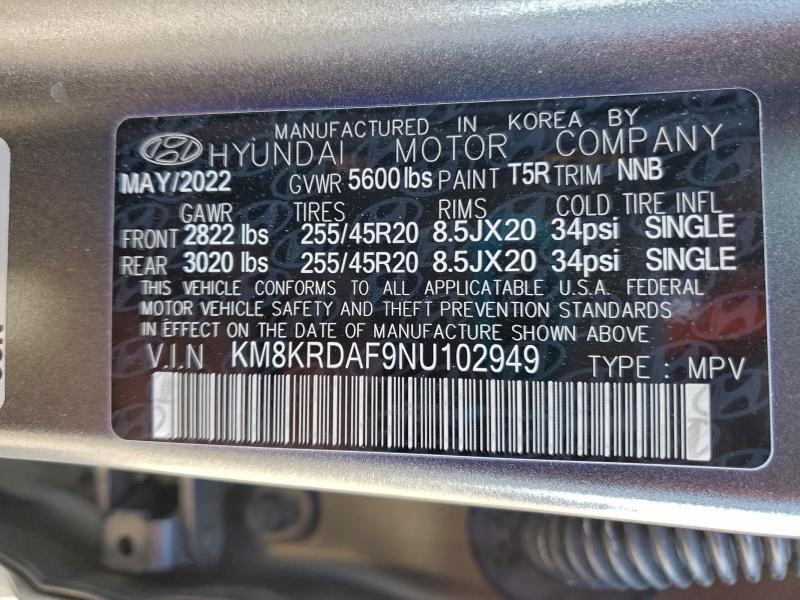 MANUFACTURED IN KOREA BY
HYUNDAI MOTOR COMPANY
MAY/2022 GVWR 5600lbs PAINT T5R TRIM NNB
GAWR TIRES RIMS COLD TIRE INFL
FRONT 2822 lbs 255/45R20 8.5JX20 34psi SINGLE
REAR 3020 lbs 255/45R20 8.5JX20 34psi SINGLE
THIS VEHICLE CONFORMS TO ALL APPLICATABLE U.S.A. FEDERAL
MOTOR VEHICLE SAFETY AND THEFT PREVENTION STANDARDS
IN EFFECT ON THE DATE OF MANUFACTURE SHOWN ABOVE
V.I.N KM8KRDAF9NU102949 TYPE : MPV